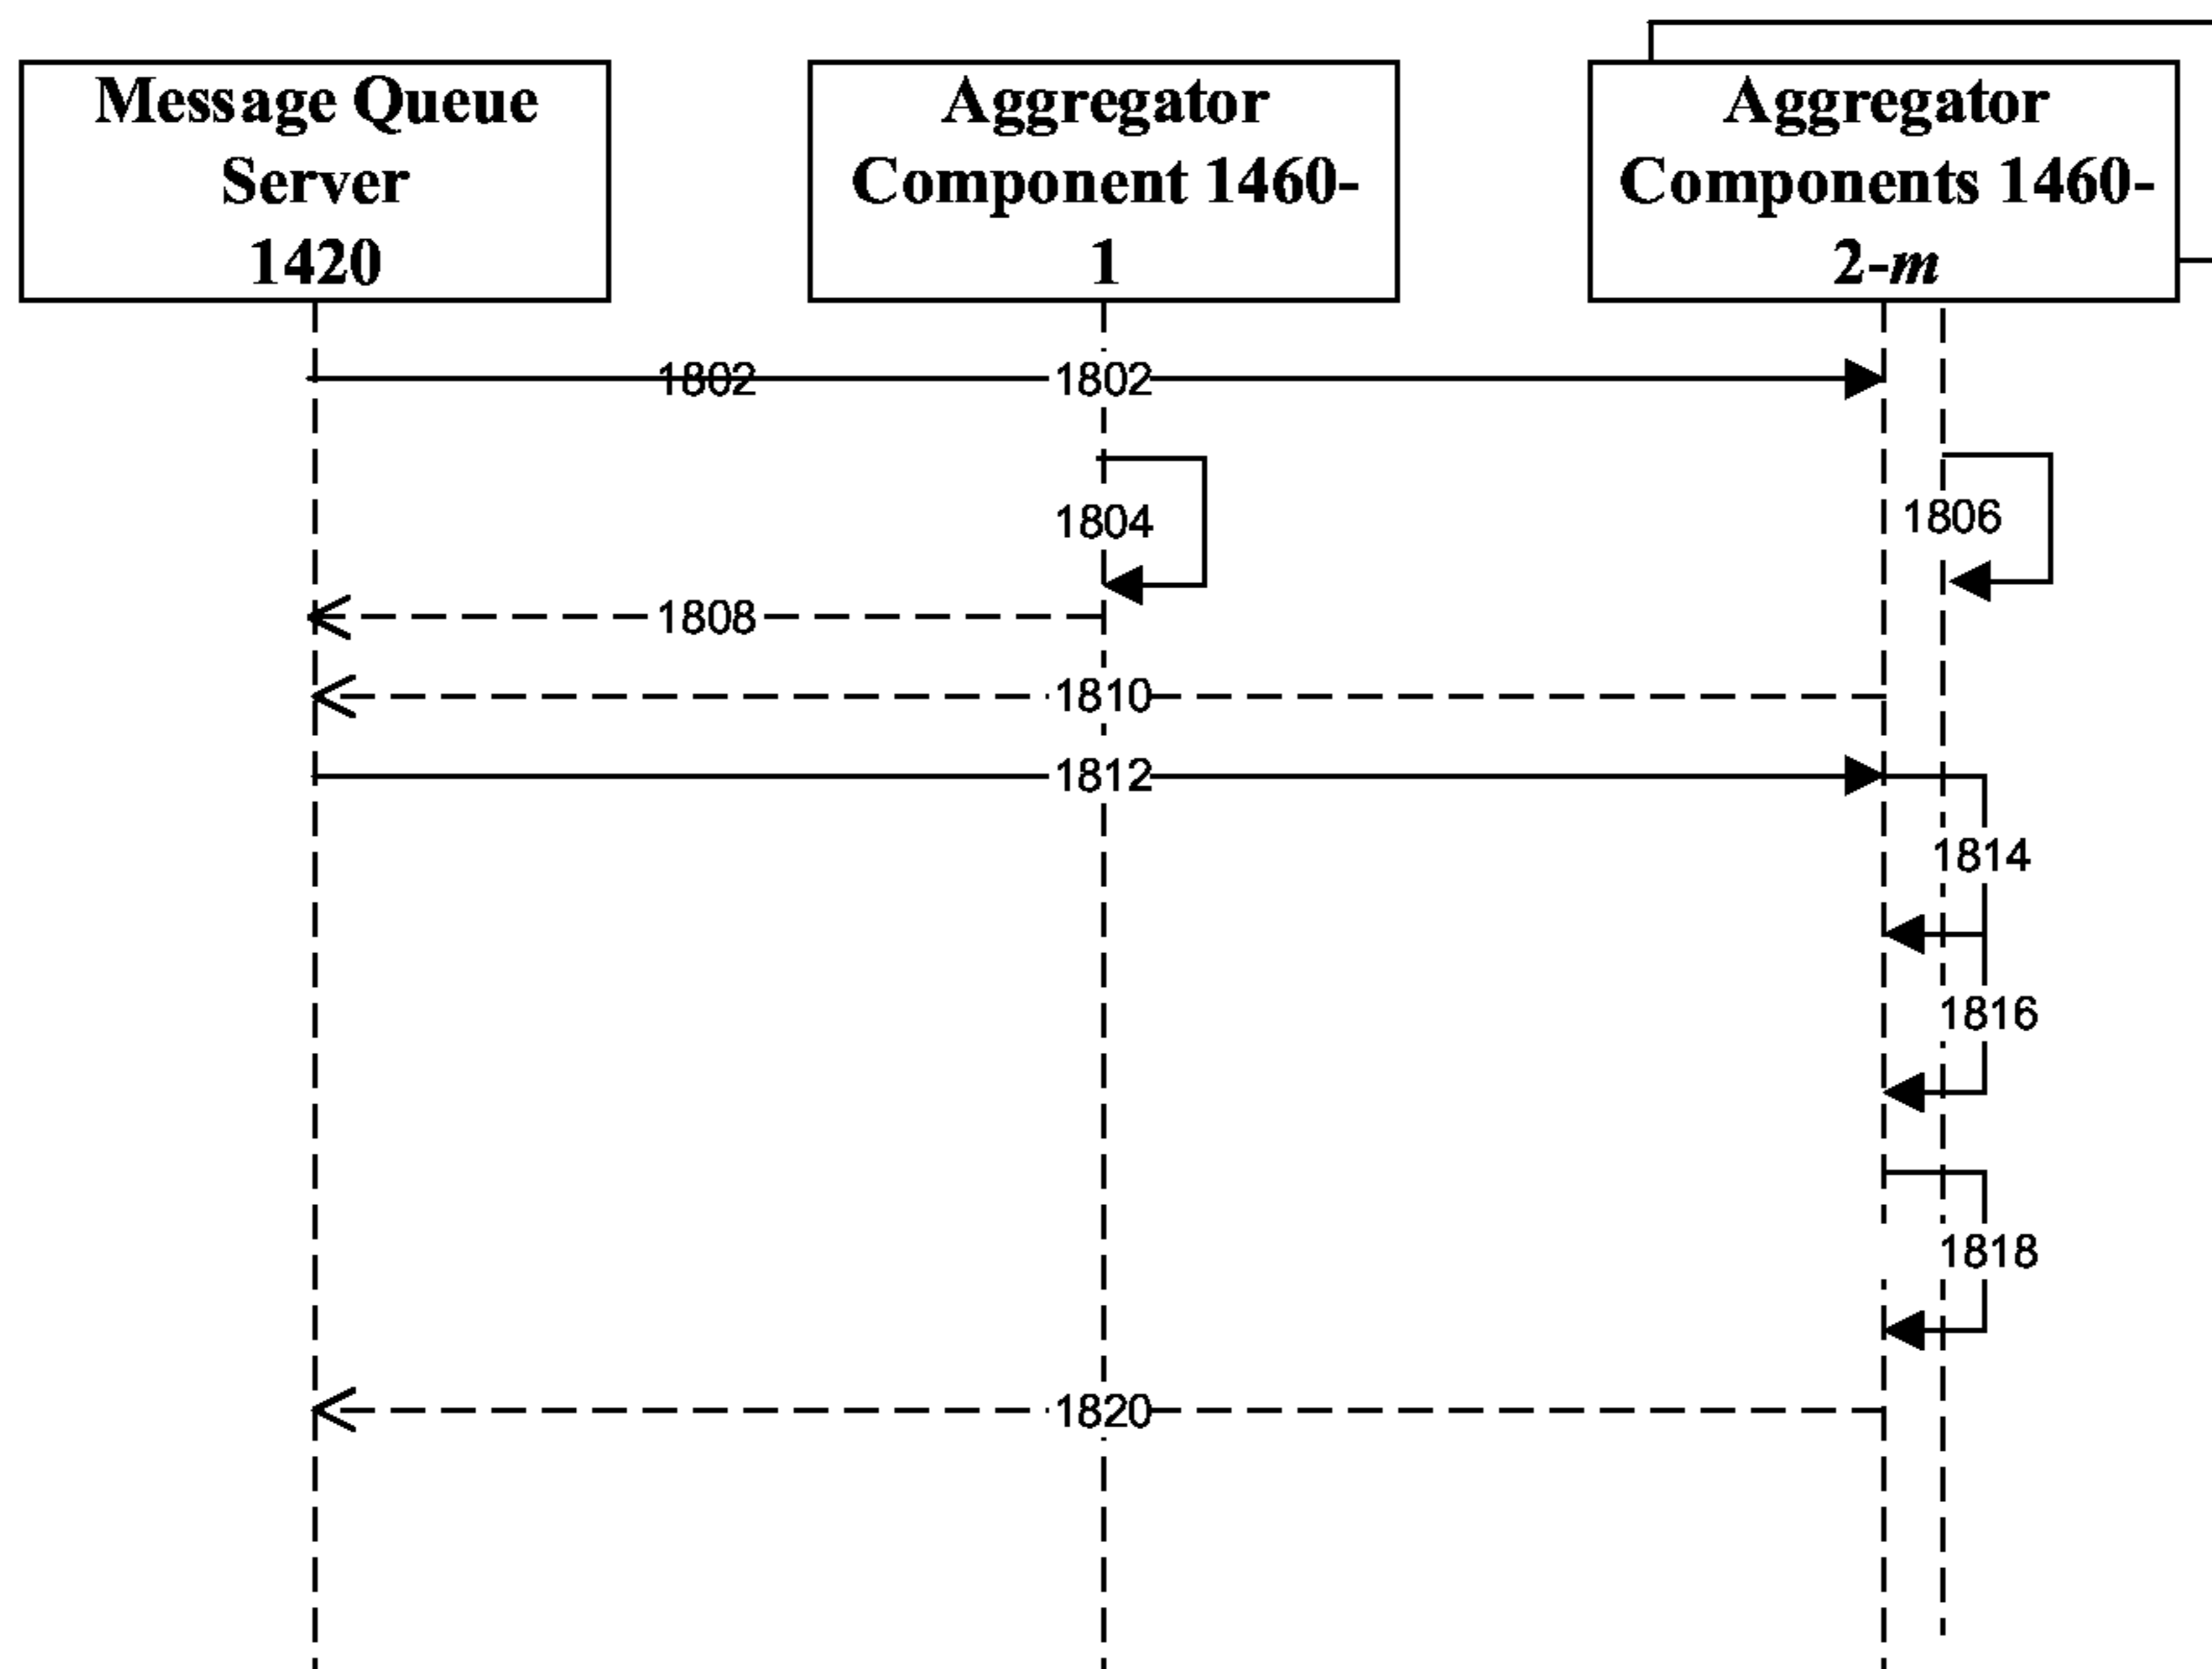 Message Queue
Server
1420
Aggregator
Component 1460-
1
Aggregator
Components 1460-
2-m
1802
1802
1804
1806
1808
1810
1812
1814
1816
1818
1820